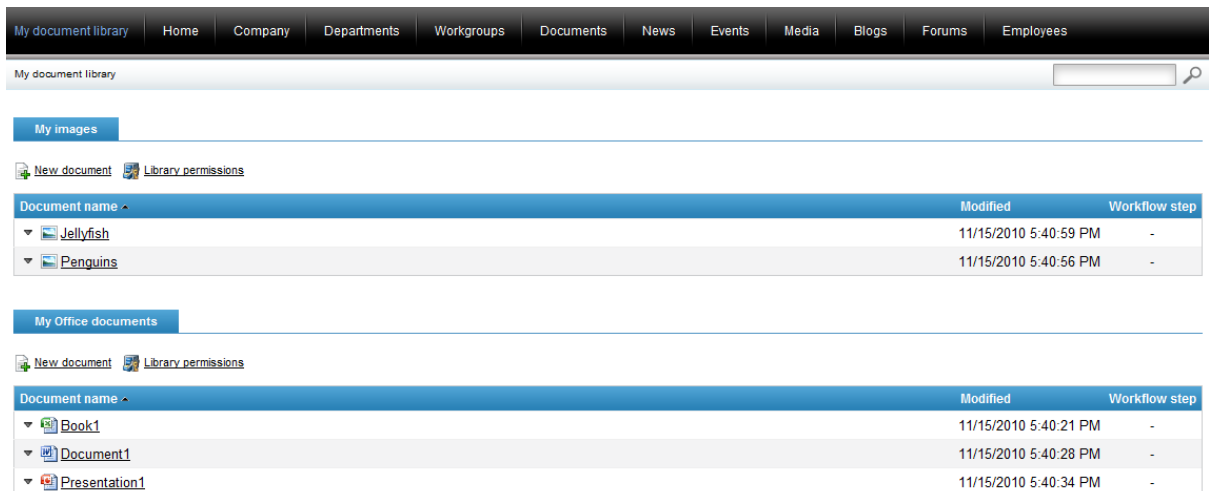 My document library Home Company Departments Workgroups Documents News Events Media Blogs Forums Employees
My document library
My images
New document Library permissions
Document name Modified Workflow step
Jellyfish 11/15/2010 5:40:59 PM -
Penguins 11/15/2010 5:40:56 PM -
My Office documents
New document Library permissions
Document name Modified Workflow step
Book1 11/15/2010 5:40:21 PM -
Document1 11/15/2010 5:40:28 PM -
Presentation1 11/15/2010 5:40:34 PM -